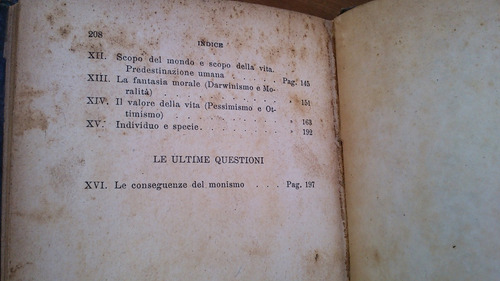 208
INDICE
XII. Scopo del mondo e scopo della vita.
Predestinazione umana . . . . . Pag. 145
XIII. La fantasia morale (Darwinismo e Mo-
ralità) . . . . . . . . . » 151
XIV. Il valore della vita (Pessimismo e Ot-
timismo) . . . . . . . . » 163
XV. Individuo e specie . . . . . . » 192
LE ULTIME QUESTIONI
XVI. Le conseguenze del monismo . . . Pag. 197